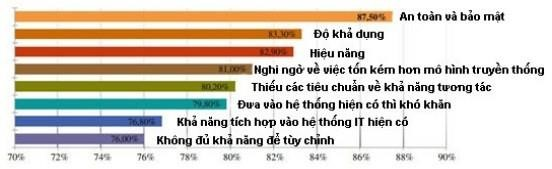 87,50% An toàn và bảo mật
83,30% Độ khả dụng
82,90% Hiệu năng
81,00% Nghi ngờ về việc tốn kém hơn mô hình truyền thống
80,20% Thiếu các tiêu chuẩn về khả năng tương tác
79,80% Đưa vào hệ thống hiện có thì khó khăn
76,80% Khả năng tích hợp vào hệ thống IT hiện có
76,00% Không đủ khả năng để tùy chỉnh
70% 72% 74% 76% 78% 80% 82% 84% 86% 88% 90%